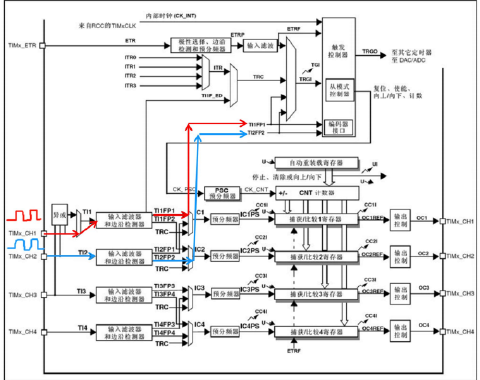 内部时钟 (CK_INT)
来自RCC的TIMxCLK
TIMx_ETR
ETR
极性选择、边沿
检测和预分频器
ETRP
输入滤波
ETRF
触发
控制器
TRGO
至其它定时器
至 DAC/ADC
ITR0
ITR1
ITR2
ITR3
ITR
TRC
TGI
TRGI
TI1F_ED
从模式
控制器
复位、使能、
向上/向下、计数
TI1FP1
TI2FP2
编码器
接口
U
自动重装载寄存器
UI
停止、清除或向上/向下
U
CK_PSC
PSC
预分频器
CK_CNT
+/-
CNT 计数器
异或
TI1
输入滤波器
和边沿检测器
TI1FP1
TI1FP2
TRC
IC1
预分频器
IC1PS
CC1I
U
捕获/比较1寄存器
CC1I
OC1REF
输出
控制
OC1
TIMx_CH1
TIMx_CH1
TIMx_CH2
TI2
输入滤波器
和边沿检测器
TI2FP1
TI2FP2
TRC
IC2
预分频器
IC2PS
CC2I
U
捕获/比较2寄存器
CC2I
OC2REF
输出
控制
OC2
TIMx_CH2
TIMx_CH3
TI3
输入滤波器
和边沿检测器
TI3FP3
TI3FP4
TRC
IC3
预分频器
IC3PS
CC3I
U
捕获/比较3寄存器
CC3I
OC3REF
输出
控制
OC3
TIMx_CH3
TIMx_CH4
TI4
输入滤波器
和边沿检测器
TI4FP3
TI4FP4
TRC
IC4
预分频器
IC4PS
CC4I
U
捕获/比较4寄存器
CC4I
OC4REF
输出
控制
OC4
TIMx_CH4
ETRF